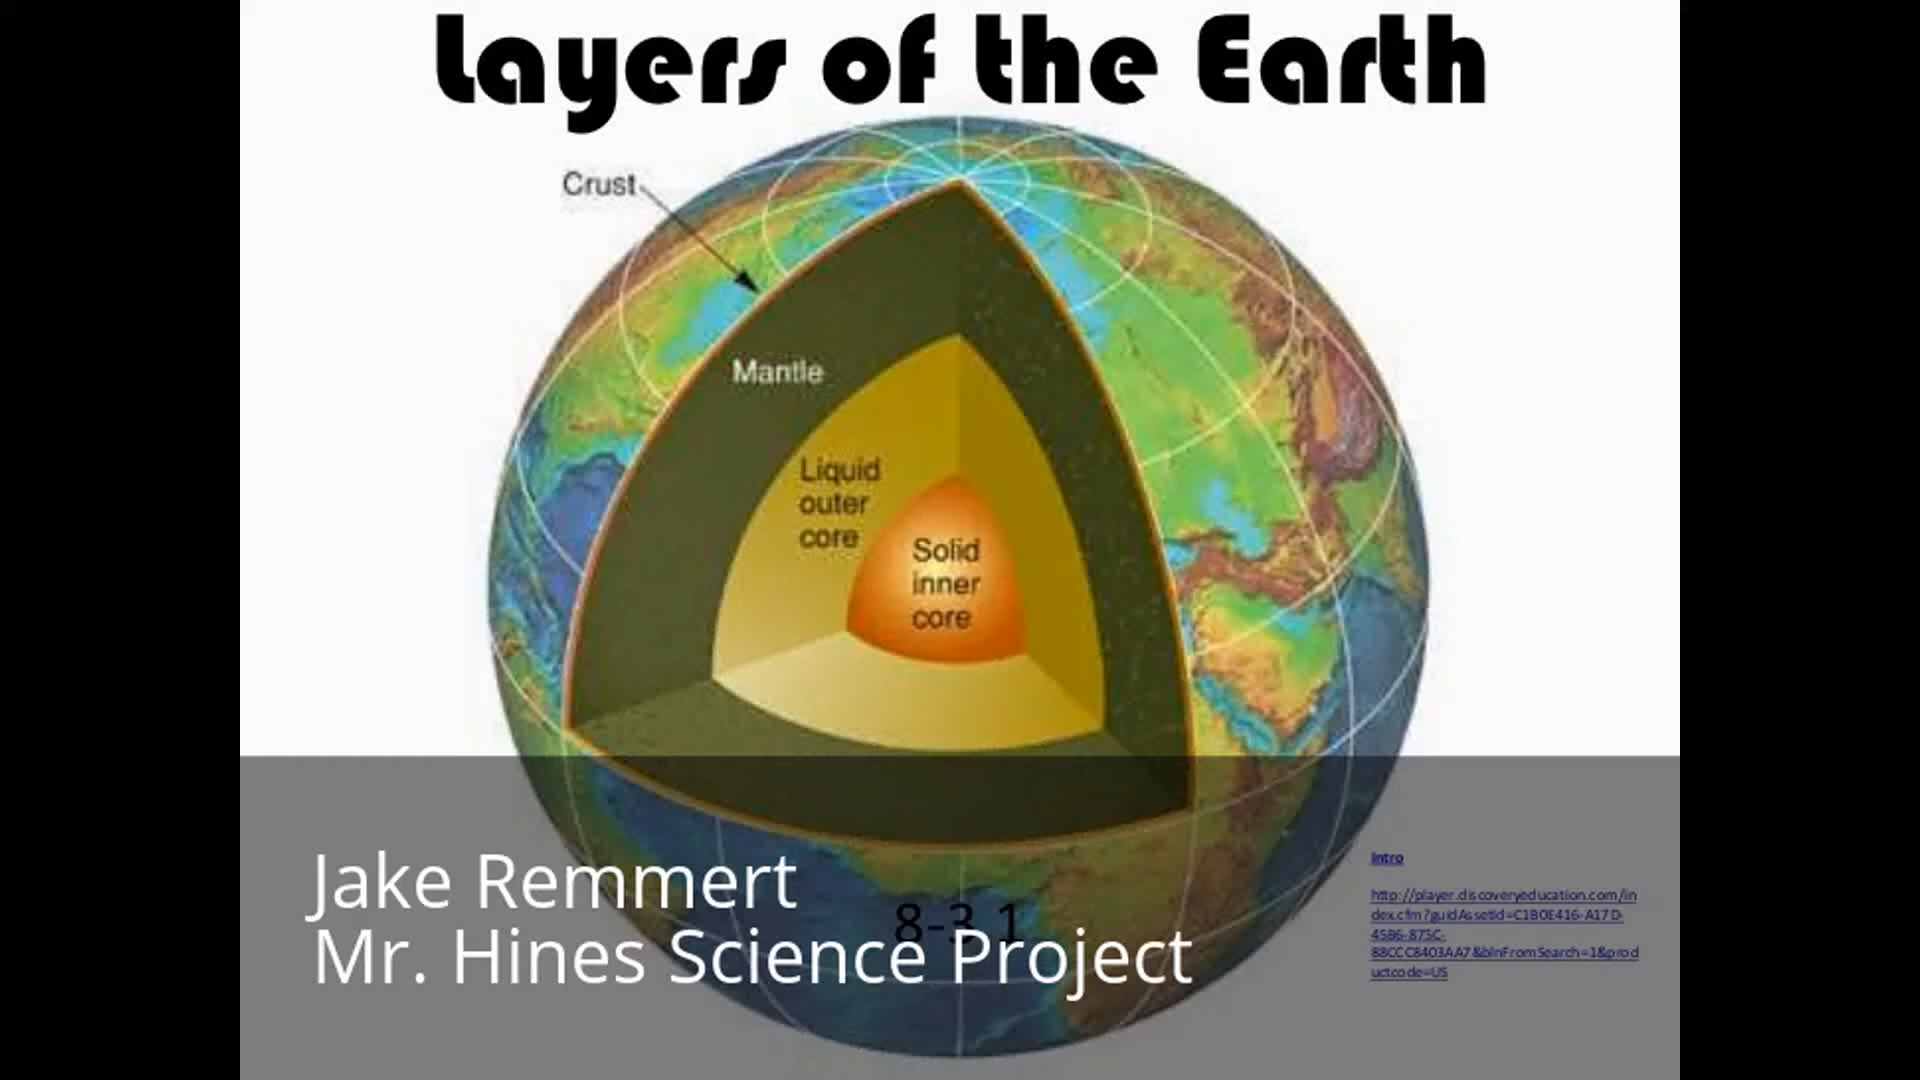 Layers of the Earth
Crust
Mantle
Liquid
outer
core
Solid
inner
core
Jake Remmert
8-3.1
Mr. Hines Science Project
Intro
http://player.discoveryeducation.com/in
dex.cfm?guidAssetId=C1B0E416-A17D-
45B6-875C-
88CCC8403AA7&blnFromSearch=1&prod
uctcode=US